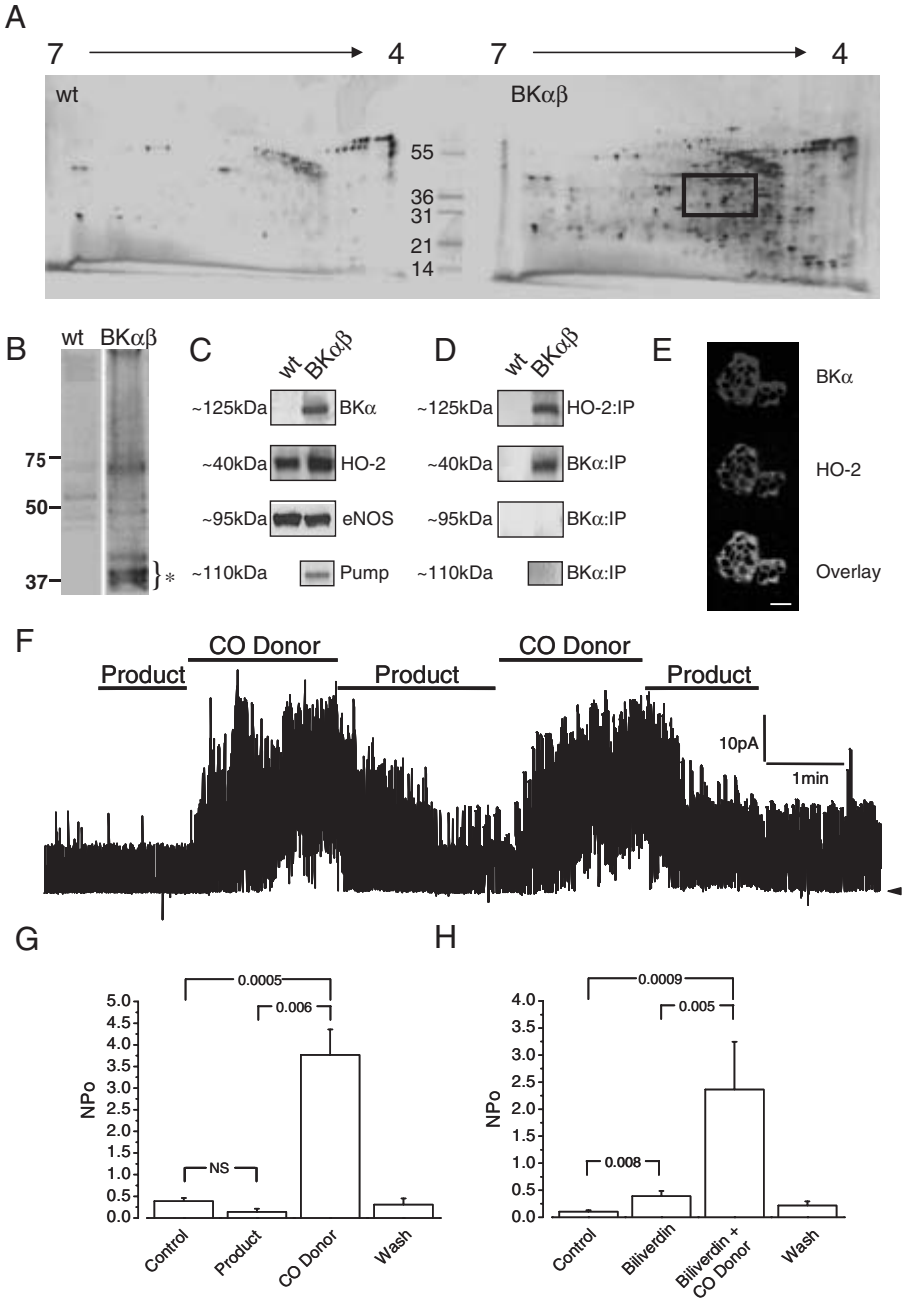 A
7 4 7 4
wt
BKαβ
55
36
31
21
14
B
wt BKαβ
75
50
37
*
C
wt BKαβ
~125kDa BKα
~40kDa HO-2
~95kDa eNOS
~110kDa Pump
D
wt BKαβ
~125kDa HO-2:IP
~40kDa BKα:IP
~95kDa BKα:IP
~110kDa BKα:IP
E
BKα
HO-2
Overlay
F
CO Donor CO Donor
Product Product Product
10pA
1min
G
0.0005
0.006
NS
NPo
5.0
4.5
4.0
3.5
3.0
2.5
2.0
1.5
1.0
0.5
0.0
Control
Product
CO Donor
Wash
H
0.0009
0.005
0.008
NPo
4.0
3.5
3.0
2.5
2.0
1.5
1.0
0.5
0.0
Control
Biliverdin
Biliverdin +
CO Donor
Wash